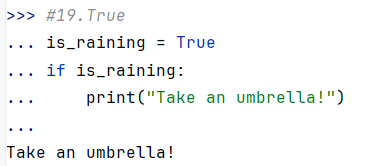 >>> #19.True
... is_raining = True
... if is_raining:
...     print("Take an umbrella!")
...
Take an umbrella!